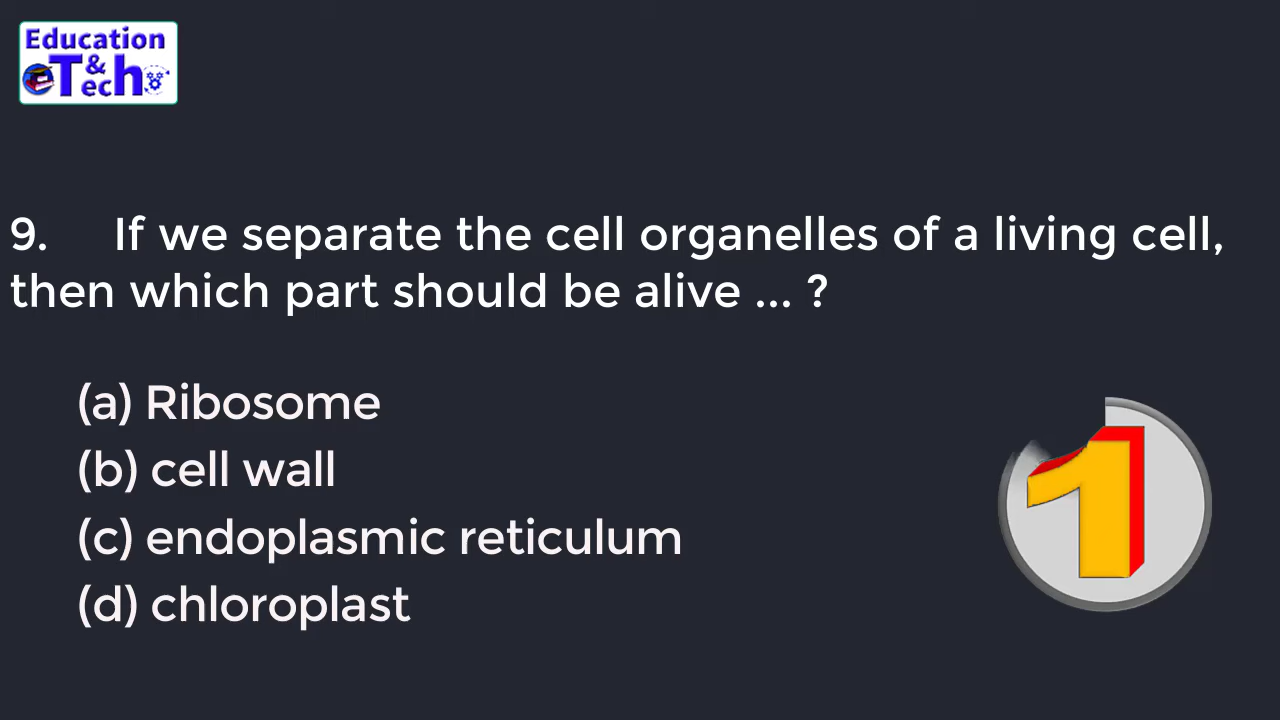 Education
&
Tech
9. If we separate the cell organelles of a living cell,
then which part should be alive ... ?
(a) Ribosome
(b) cell wall
(c) endoplasmic reticulum
(d) chloroplast
1